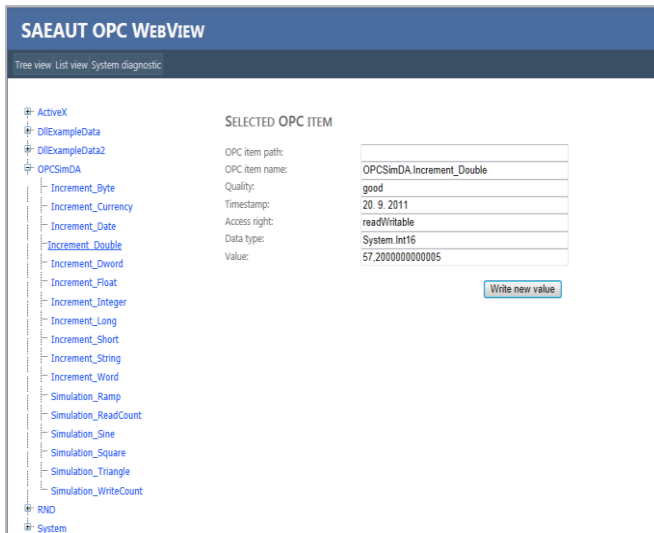 SAEAUT OPC WEBVIEW
Tree view List view System diagnostic
ActiveX
DllExampleData
DllExampleData2
OPCSimDA
Increment_Byte
Increment_Currency
Increment_Date
Increment_Double
Increment_Dword
Increment_Float
Increment_Integer
Increment_Long
Increment_Short
Increment_String
Increment_Word
Simulation_Ramp
Simulation_ReadCount
Simulation_Sine
Simulation_Square
Simulation_Triangle
Simulation_WriteCount
RND
System
SELECTED OPC ITEM
OPC item path:
OPC item name: OPCSimDA.Increment_Double
Quality: good
Timestamp: 20. 9. 2011
Access right: readWritable
Data type: System.Int16
Value: 57,2000000000005
Write new value